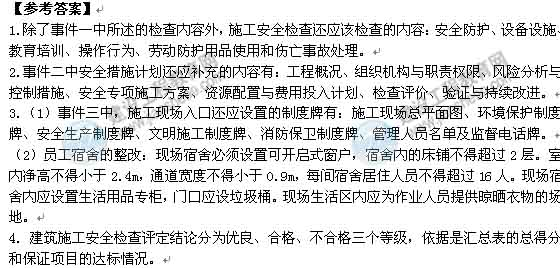 【参考答案】
1.除了事件一中所述的检查内容外，施工安全检查还应该检查的内容：安全防护、设备设施、
教育培训、操作行为、劳动防护用品使用和伤亡事故处理。
2.事件二中安全措施计划还应补充的内容有：工程概况、组织机构与职责权限、风险分析与
控制措施、安全专项施工方案、资源配置与费用投入计划、检查评价、验证与持续改进。
3.（1）事件三中，施工现场入口还应设置的制度牌有：施工现场总平面图、环境保护制度
牌、安全生产制度牌、文明施工制度牌、消防保卫制度牌、管理人员名单及监督电话牌。
（2）员工宿舍的整改：现场宿舍必须设置可开启式窗户，宿舍内的床铺不得超过 2 层。室
内净高不得小于 2.4m，通道宽度不得小于 0.9m，每间宿舍居住人员不得超过 16 人。现场宿
舍内应设置生活用品专柜，门口应设垃圾桶。现场生活区内应为作业人员提供晾晒衣物的场
地。
4. 建筑施工安全检查评定结论分为优良、合格、不合格三个等级，依据是汇总表的总得分
和保证项目的达标情况。